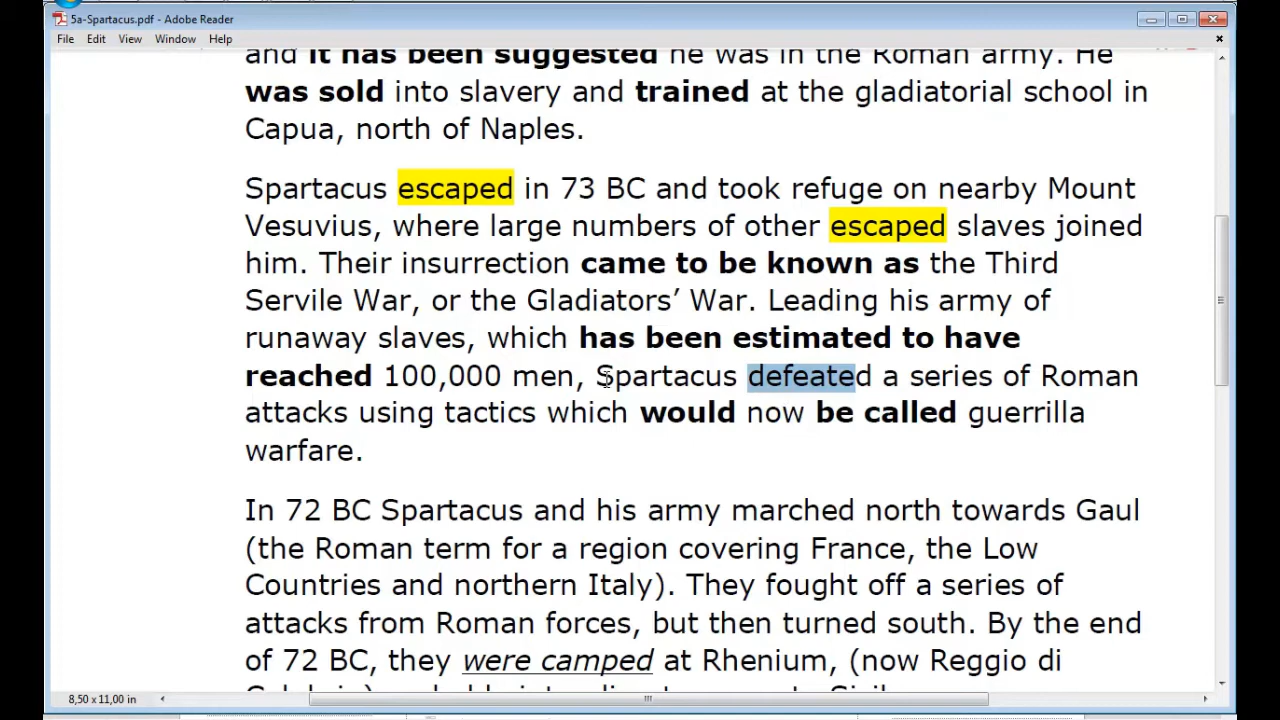 5a-Spartacus.pdf - Adobe Reader
File Edit View Window Help
and it has been suggested he was in the Roman army. He
was sold into slavery and trained at the gladiatorial school in
Capua, north of Naples.
Spartacus escaped in 73 BC and took refuge on nearby Mount
Vesuvius, where large numbers of other escaped slaves joined
him. Their insurrection came to be known as the Third
Servile War, or the Gladiators’ War. Leading his army of
runaway slaves, which has been estimated to have
reached 100,000 men, Spartacus defeated a series of Roman
attacks using tactics which would now be called guerrilla
warfare.
In 72 BC Spartacus and his army marched north towards Gaul
(the Roman term for a region covering France, the Low
Countries and northern Italy). They fought off a series of
attacks from Roman forces, but then turned south. By the end
of 72 BC, they were camped at Rhenium, (now Reggio di
8,50 x 11,00 in